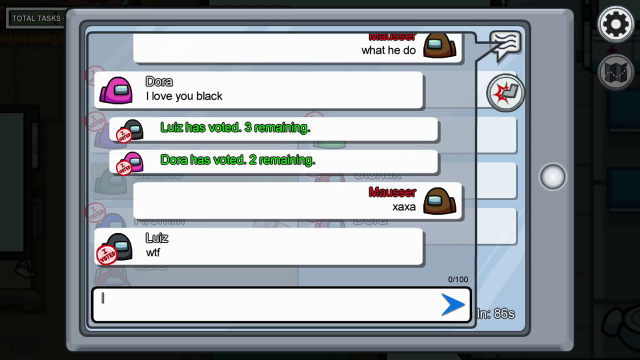 TOTAL TASKS
Mausser
what he do
Dora
I love you black
Luiz has voted. 3 remaining.
Dora has voted. 2 remaining.
Mausser
xaxa
Luiz
wtf
I VOTED
0/100
In: 86s